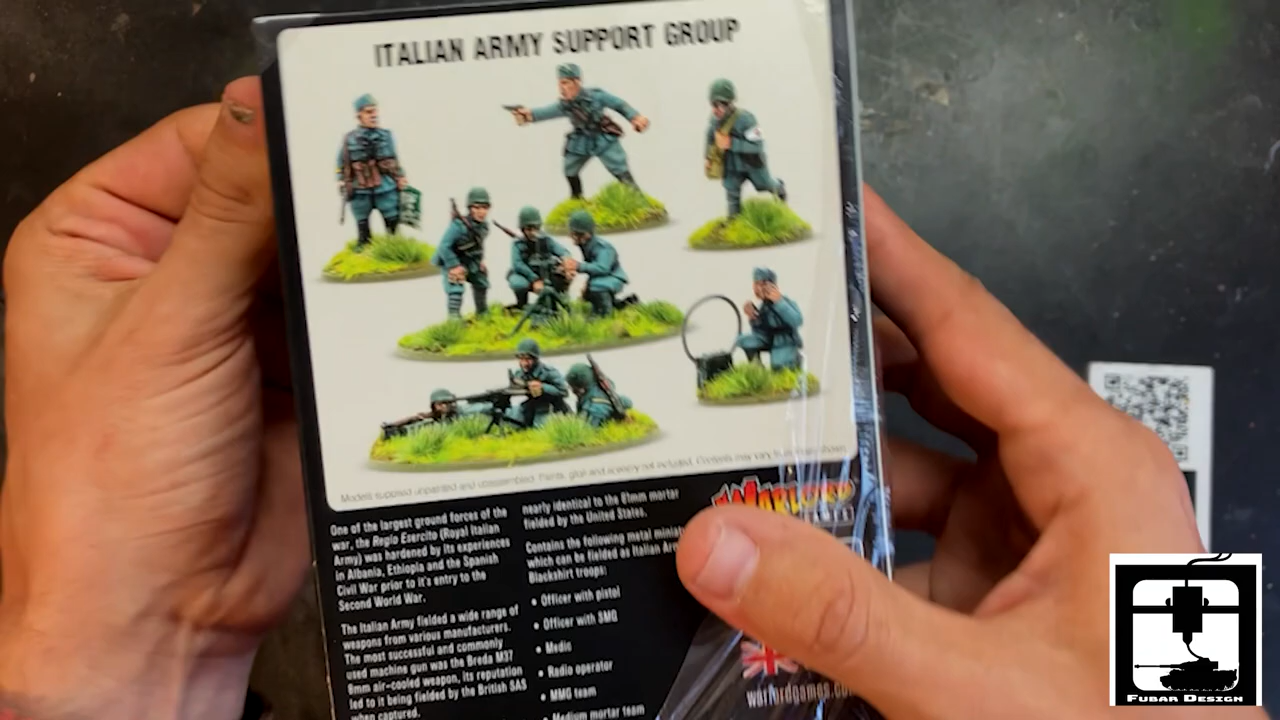 ITALIAN ARMY SUPPORT GROUP
Models supplied unpainted and unassembled. Paints, glue and scenery not included. Contents may vary from those shown.
One of the largest ground forces of the
war, the Regio Esercito (Royal Italian
Army) was hardened by its experiences
in Albania, Ethiopia and the Spanish
Civil War prior to it's entry to the
Second World War.
The Italian Army fielded a wide range of
weapons from various manufacturers.
The most successful and commonly
used machine gun was the Breda M37
8mm air-cooled weapon, its reputation
led to it being fielded by the British SAS
when captured.
nearly identical to the 81mm mortar
fielded by the United States.
Contains the following metal
which can be fielded as Italian
Blackshirt troops:
• Officer with pistol
• Officer with SMG
• Medic
• Radio operator
• MMG team
• Medium mortar team
WARLORD
GAMES
warlordgames.co
FUBAR DESIGN